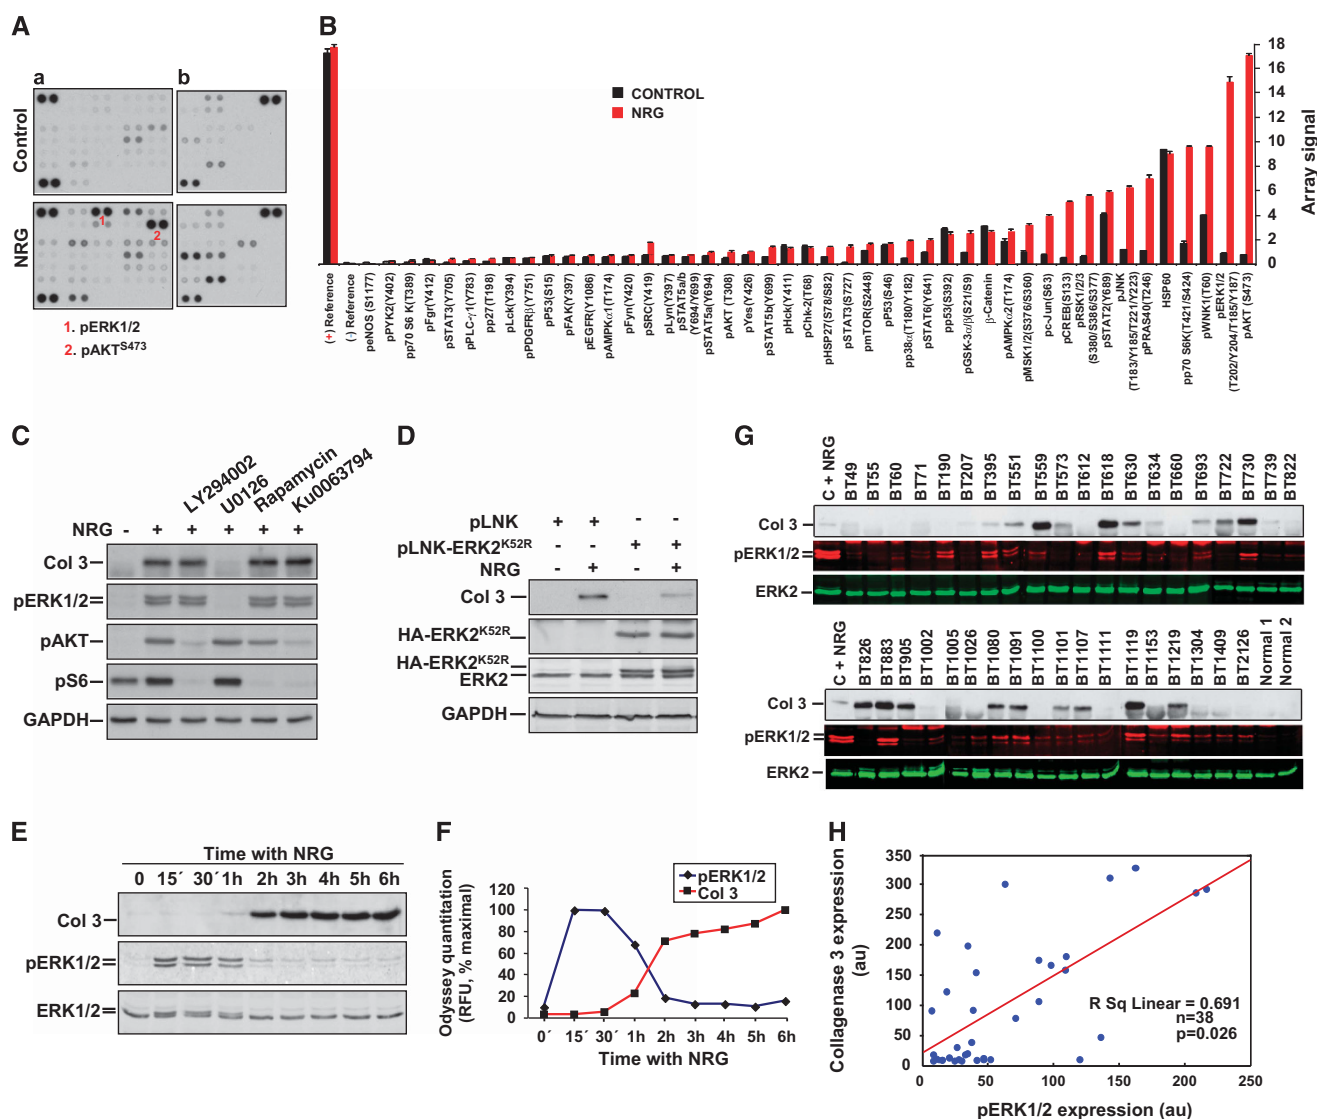 A
a
b
Control
NRG
1
2
1. pERK1/2
2. pAKTS473
B
CONTROL
NRG
18
16
14
12
10
8
6
4
2
0
Array signal
(+) Reference
(-) Reference
peNOS (S1177)
pPYK2(Y402)
pp70 S6 K(T389)
pFgr(Y412)
pSTAT3(Y705)
pPLC-γ1(Y783)
pp27(T198)
pLck(Y394)
pPDGFRβ(Y751)
pP53(S15)
pFAK(Y397)
pEGFR(Y1086)
pAMPKα1(T174)
pFyn(Y420)
pSRC(Y419)
pLyn(Y397)
pSTAT5a/b
(Y694/Y699)
pSTAT5a(Y694)
pAKT (T308)
pYes(Y426)
pSTAT5b(Y699)
pHck(Y411)
pChk-2(T68)
pHSP27(S78/S82)
pSTAT3(S727)
pmTOR(S2448)
pP53(S46)
pp38α(T180/Y182)
pSTAT6(Y641)
pp53(S392)
pGSK-3α/β(S21/S9)
β-Catenin
pAMPKα2(T174)
pMSK1/2(S376/S360)
pc-Jun(S63)
pCREB(S133)
pRSK1/2/3
(S380/S386/S377)
pSTAT2(Y689)
pJNK
(T183/Y185/T221/Y223)
pPRAS40(T246)
HSP60
pp70 S6K(T421/S424)
pWNK1(T60)
pERK1/2
(T202/Y204/T185/Y187)
pAKT (S473)
C
LY294002
U0126
Rapamycin
Ku0063794
NRG - + + + + +
Col 3
pERK1/2
pAKT
pS6
GAPDH
D
pLNK + + - -
pLNK-ERK2K52R - - + +
NRG - + - +
Col 3
HA-ERK2K52R
HA-ERK2K52R
ERK2
GAPDH
G
C + NRG
BT49
BT55
BT60
BT71
BT190
BT207
BT395
BT551
BT559
BT573
BT612
BT618
BT630
BT634
BT660
BT693
BT722
BT730
BT739
BT822
Col 3
pERK1/2
ERK2
C + NRG
BT826
BT883
BT905
BT1002
BT1005
BT1026
BT1080
BT1091
BT1100
BT1101
BT1107
BT1111
BT1119
BT1153
BT1219
BT1304
BT1409
BT2126
Normal 1
Normal 2
Col 3
pERK1/2
ERK2
E
Time with NRG
0 15´ 30´ 1h 2h 3h 4h 5h 6h
Col 3
pERK1/2
ERK1/2
F
pERK1/2
Col 3
Odyssey quantitation
(RFU, % maximal)
120
100
80
60
40
20
0
0´ 15´ 30´ 1h 2h 3h 4h 5h 6h
Time with NRG
H
Collagenase 3 expression
(au)
350
300
250
200
150
100
50
0
R Sq Linear = 0.691
n=38
p=0.026
0 50 100 150 200 250
pERK1/2 expression (au)